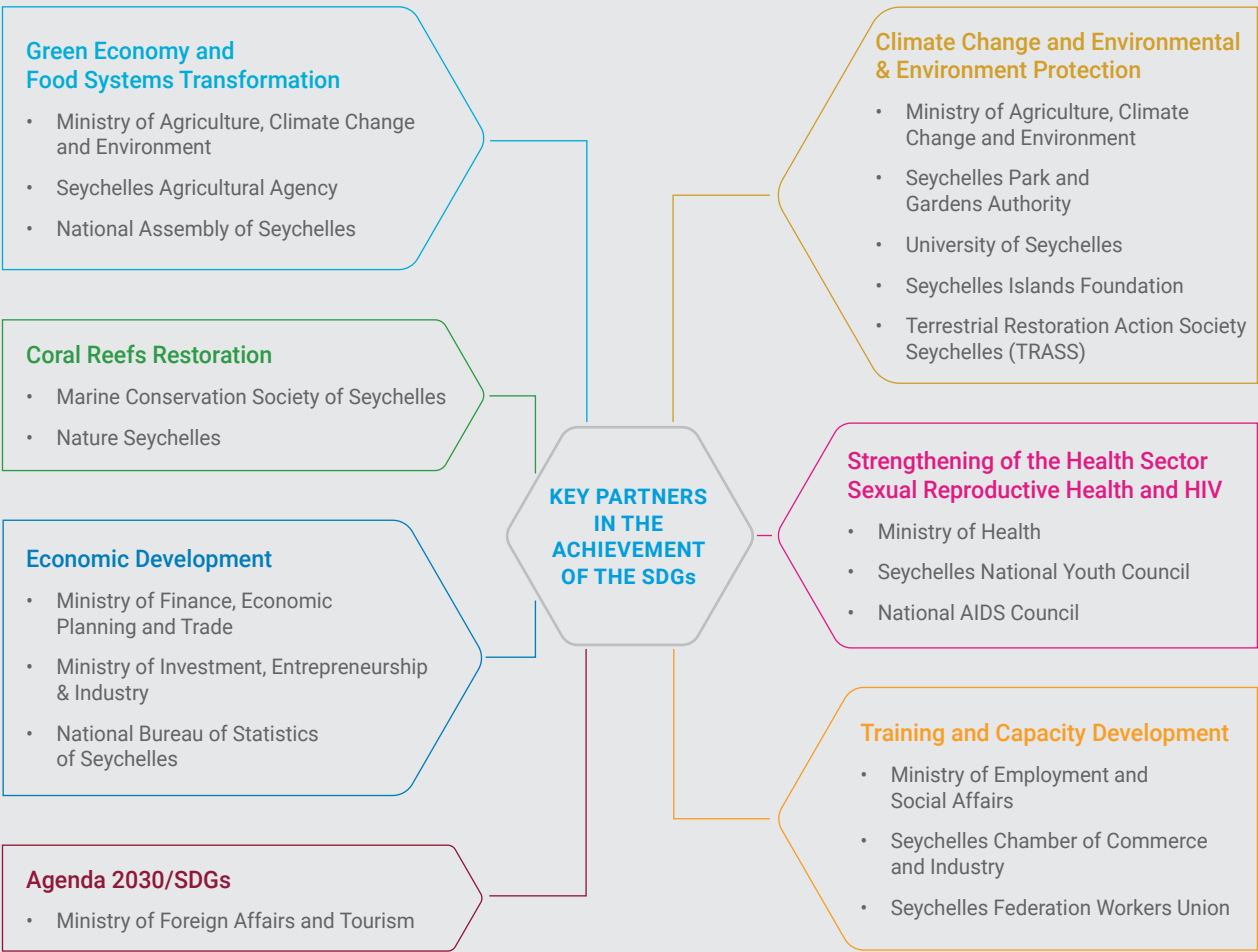 Green Economy and
Food Systems Transformation
• Ministry of Agriculture, Climate Change
and Environment
• Seychelles Agricultural Agency
• National Assembly of Seychelles
Coral Reefs Restoration
• Marine Conservation Society of Seychelles
• Nature Seychelles
Economic Development
• Ministry of Finance, Economic
Planning and Trade
• Ministry of Investment, Entrepreneurship
& Industry
• National Bureau of Statistics
of Seychelles
Agenda 2030/SDGs
• Ministry of Foreign Affairs and Tourism
KEY PARTNERS
IN THE
ACHIEVEMENT
OF THE SDGs
Climate Change and Environmental
& Environment Protection
• Ministry of Agriculture, Climate
Change and Environment
• Seychelles Park and
Gardens Authority
• University of Seychelles
• Seychelles Islands Foundation
• Terrestrial Restoration Action Society
Seychelles (TRASS)
Strengthening of the Health Sector
Sexual Reproductive Health and HIV
• Ministry of Health
• Seychelles National Youth Council
• National AIDS Council
Training and Capacity Development
• Ministry of Employment and
Social Affairs
• Seychelles Chamber of Commerce
and Industry
• Seychelles Federation Workers Union